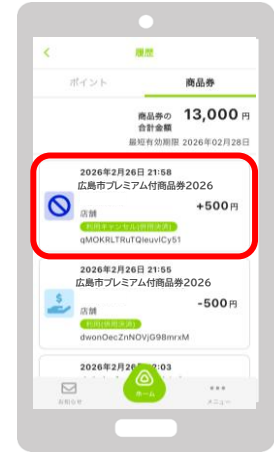 履歴
ポイント 商品券
商品券の合計金額 13,000 円
最短有効期限 2026年02月28日
2026年2月26日 21:58
広島市プレミアム付商品券2026
+500円
店舗
利用キャンセル(併用決済)
qMOKRLTRuTQleuvlCy51
2026年2月26日 21:55
広島市プレミアム付商品券2026
-500円
店舗
利用(併用決済)
dwonOecZnNOVjG98mrxM
2026年2月26 :03
お知らせ ホーム メニュー